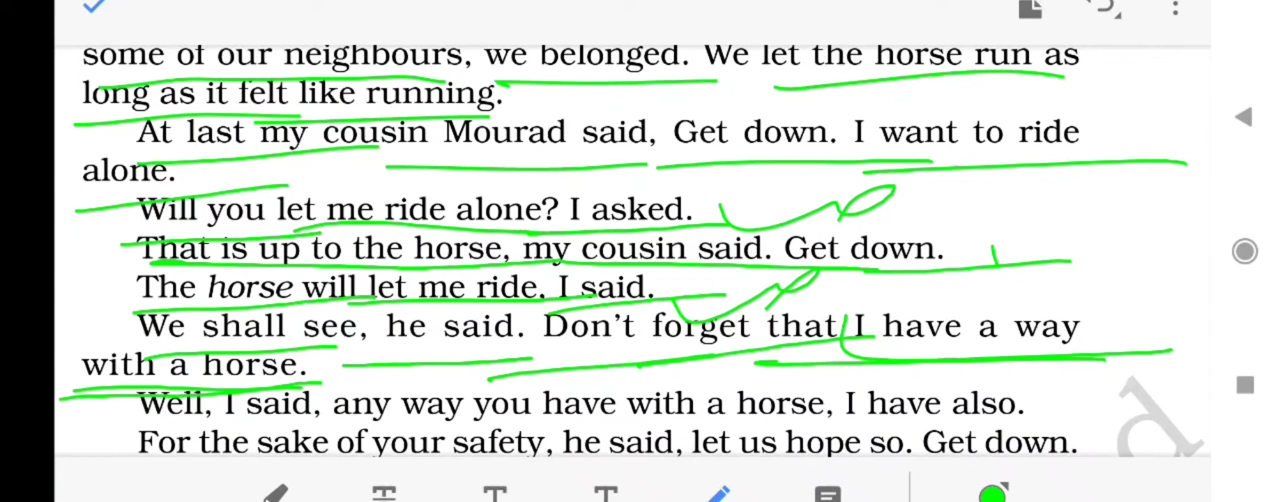 some of our neighbours, we belonged. We let the horse run as
long as it felt like running.
At last my cousin Mourad said, Get down. I want to ride
alone.
Will you let me ride alone? I asked.
That is up to the horse, my cousin said. Get down.
The horse will let me ride, I said.
We shall see, he said. Don't forget that I have a way
with a horse.
Well, I said, any way you have with a horse, I have also.
For the sake of your safety, he said, let us hope so. Get down.